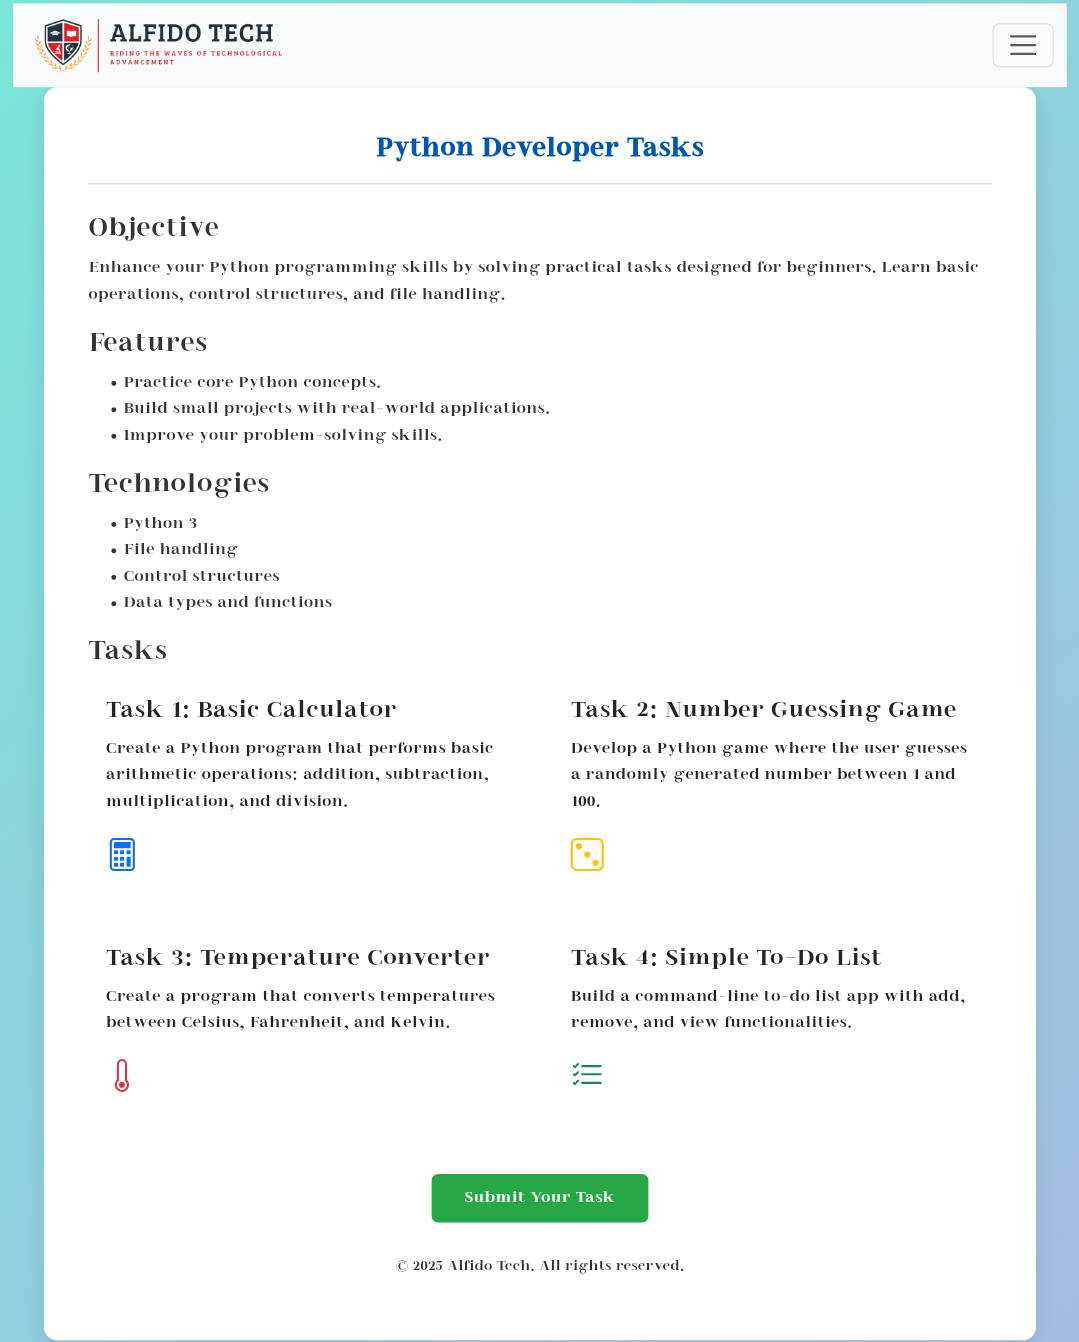 ALFIDO TECH
RIDING THE WAVES OF TECHNOLOGICAL
ADVANCEMENT
Python Developer Tasks
Objective
Enhance your Python programming skills by solving practical tasks designed for beginners. Learn basic
operations, control structures, and file handling.
Features
• Practice core Python concepts.
• Build small projects with real-world applications.
• Improve your problem-solving skills.
Technologies
• Python 3
• File handling
• Control structures
• Data types and functions
Tasks
Task 1: Basic Calculator
Create a Python program that performs basic
arithmetic operations: addition, subtraction,
multiplication, and division.
Task 2: Number Guessing Game
Develop a Python game where the user guesses
a randomly generated number between 1 and
100.
Task 3: Temperature Converter
Create a program that converts temperatures
between Celsius, Fahrenheit, and Kelvin.
Task 4: Simple To-Do List
Build a command-line to-do list app with add,
remove, and view functionalities.
Submit Your Task
© 2025 Alfido Tech. All rights reserved.